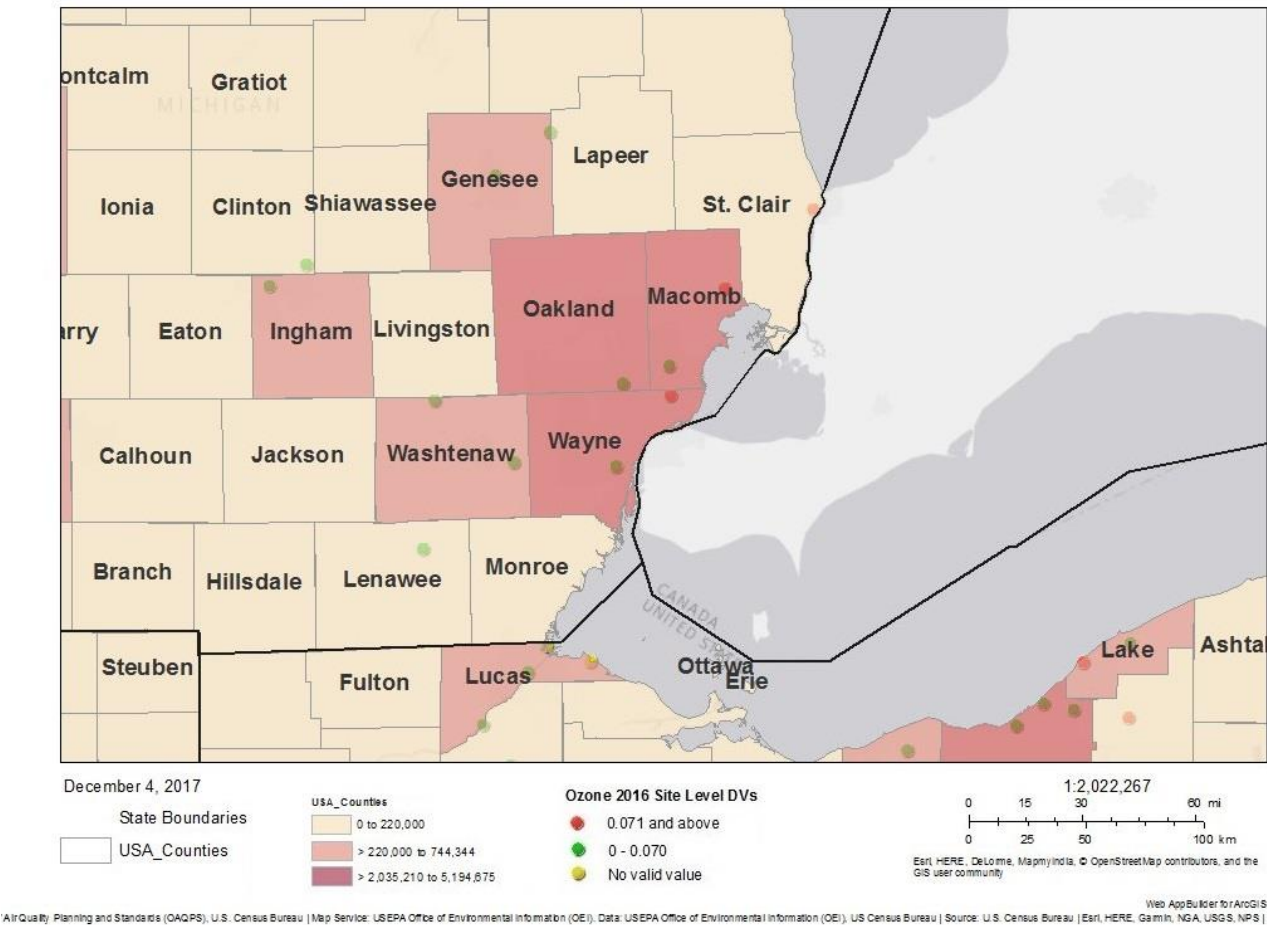 ontcalm
Gratiot
MICHIGAN
Lapeer
Genesee
Ionia
Clinton
Shiawassee
St. Clair
Oakland
Macomb
arry
Eaton
Ingham
Livingston
Calhoun
Jackson
Washtenaw
Wayne
Branch
Hillsdale
Lenawee
Monroe
CANADA
UNITED
Steuben
Fulton
Lucas
Ottawa
Erie
Lake
Ashta
December 4, 2017
State Boundaries
USA_Counties
USA_Counties
0 to 220,000
> 220,000 to 744,344
> 2,035,210 to 5,194,675
Ozone 2016 Site Level DVs
0.071 and above
0 - 0.070
No valid value
1:2,022,267
0 15 30 60 mi
0 25 50 100 km
Esri, HERE, DeLorme, MapmyIndia, © OpenStreetMap contributors, and the
GIS user community
Web AppBuilder for ArcGIS
'Air Quality Planning and Standards (OAQPS), U.S. Census Bureau | Map Service: USEPA Office of Environmental Information (OEI). Data: USEPA Office of Environmental Information (OEI), US Census Bureau | Source: U.S. Census Bureau | Esri, HERE, Garmin, NGA, USGS, NPS |